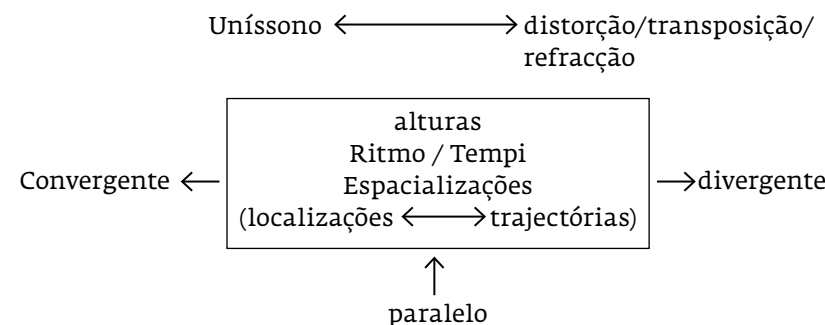 Uníssono ⟷ distorção/transposição/
refracção
alturas
Ritmo / Tempi
Convergente ← Espacializações → divergente
(localizações ⟷ trajectórias)
↑
paralelo